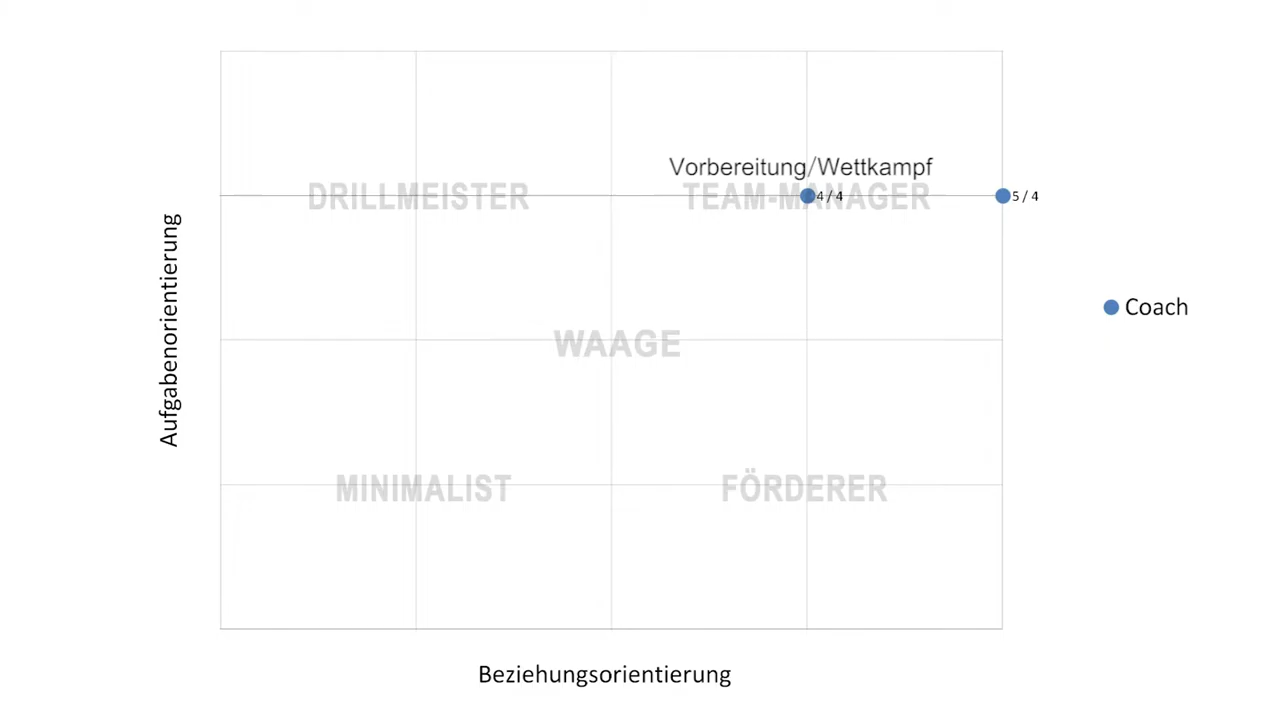 Vorbereitung/Wettkampf
DRILLMEISTER
TEAM-MANAGER
4 / 4
5 / 4
Aufgabenorientierung
Coach
WAAGE
MINIMALIST
FÖRDERER
Beziehungsorientierung